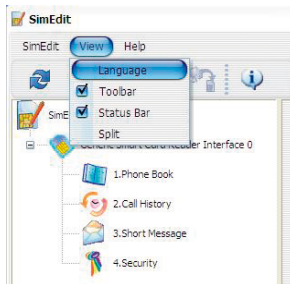 SimEdit
SimEdit View Help
Language
Toolbar
Status Bar
Split
SimE
Generic Smart Card Reader Interface 0
1.Phone Book
2.Call History
3.Short Message
4.Security